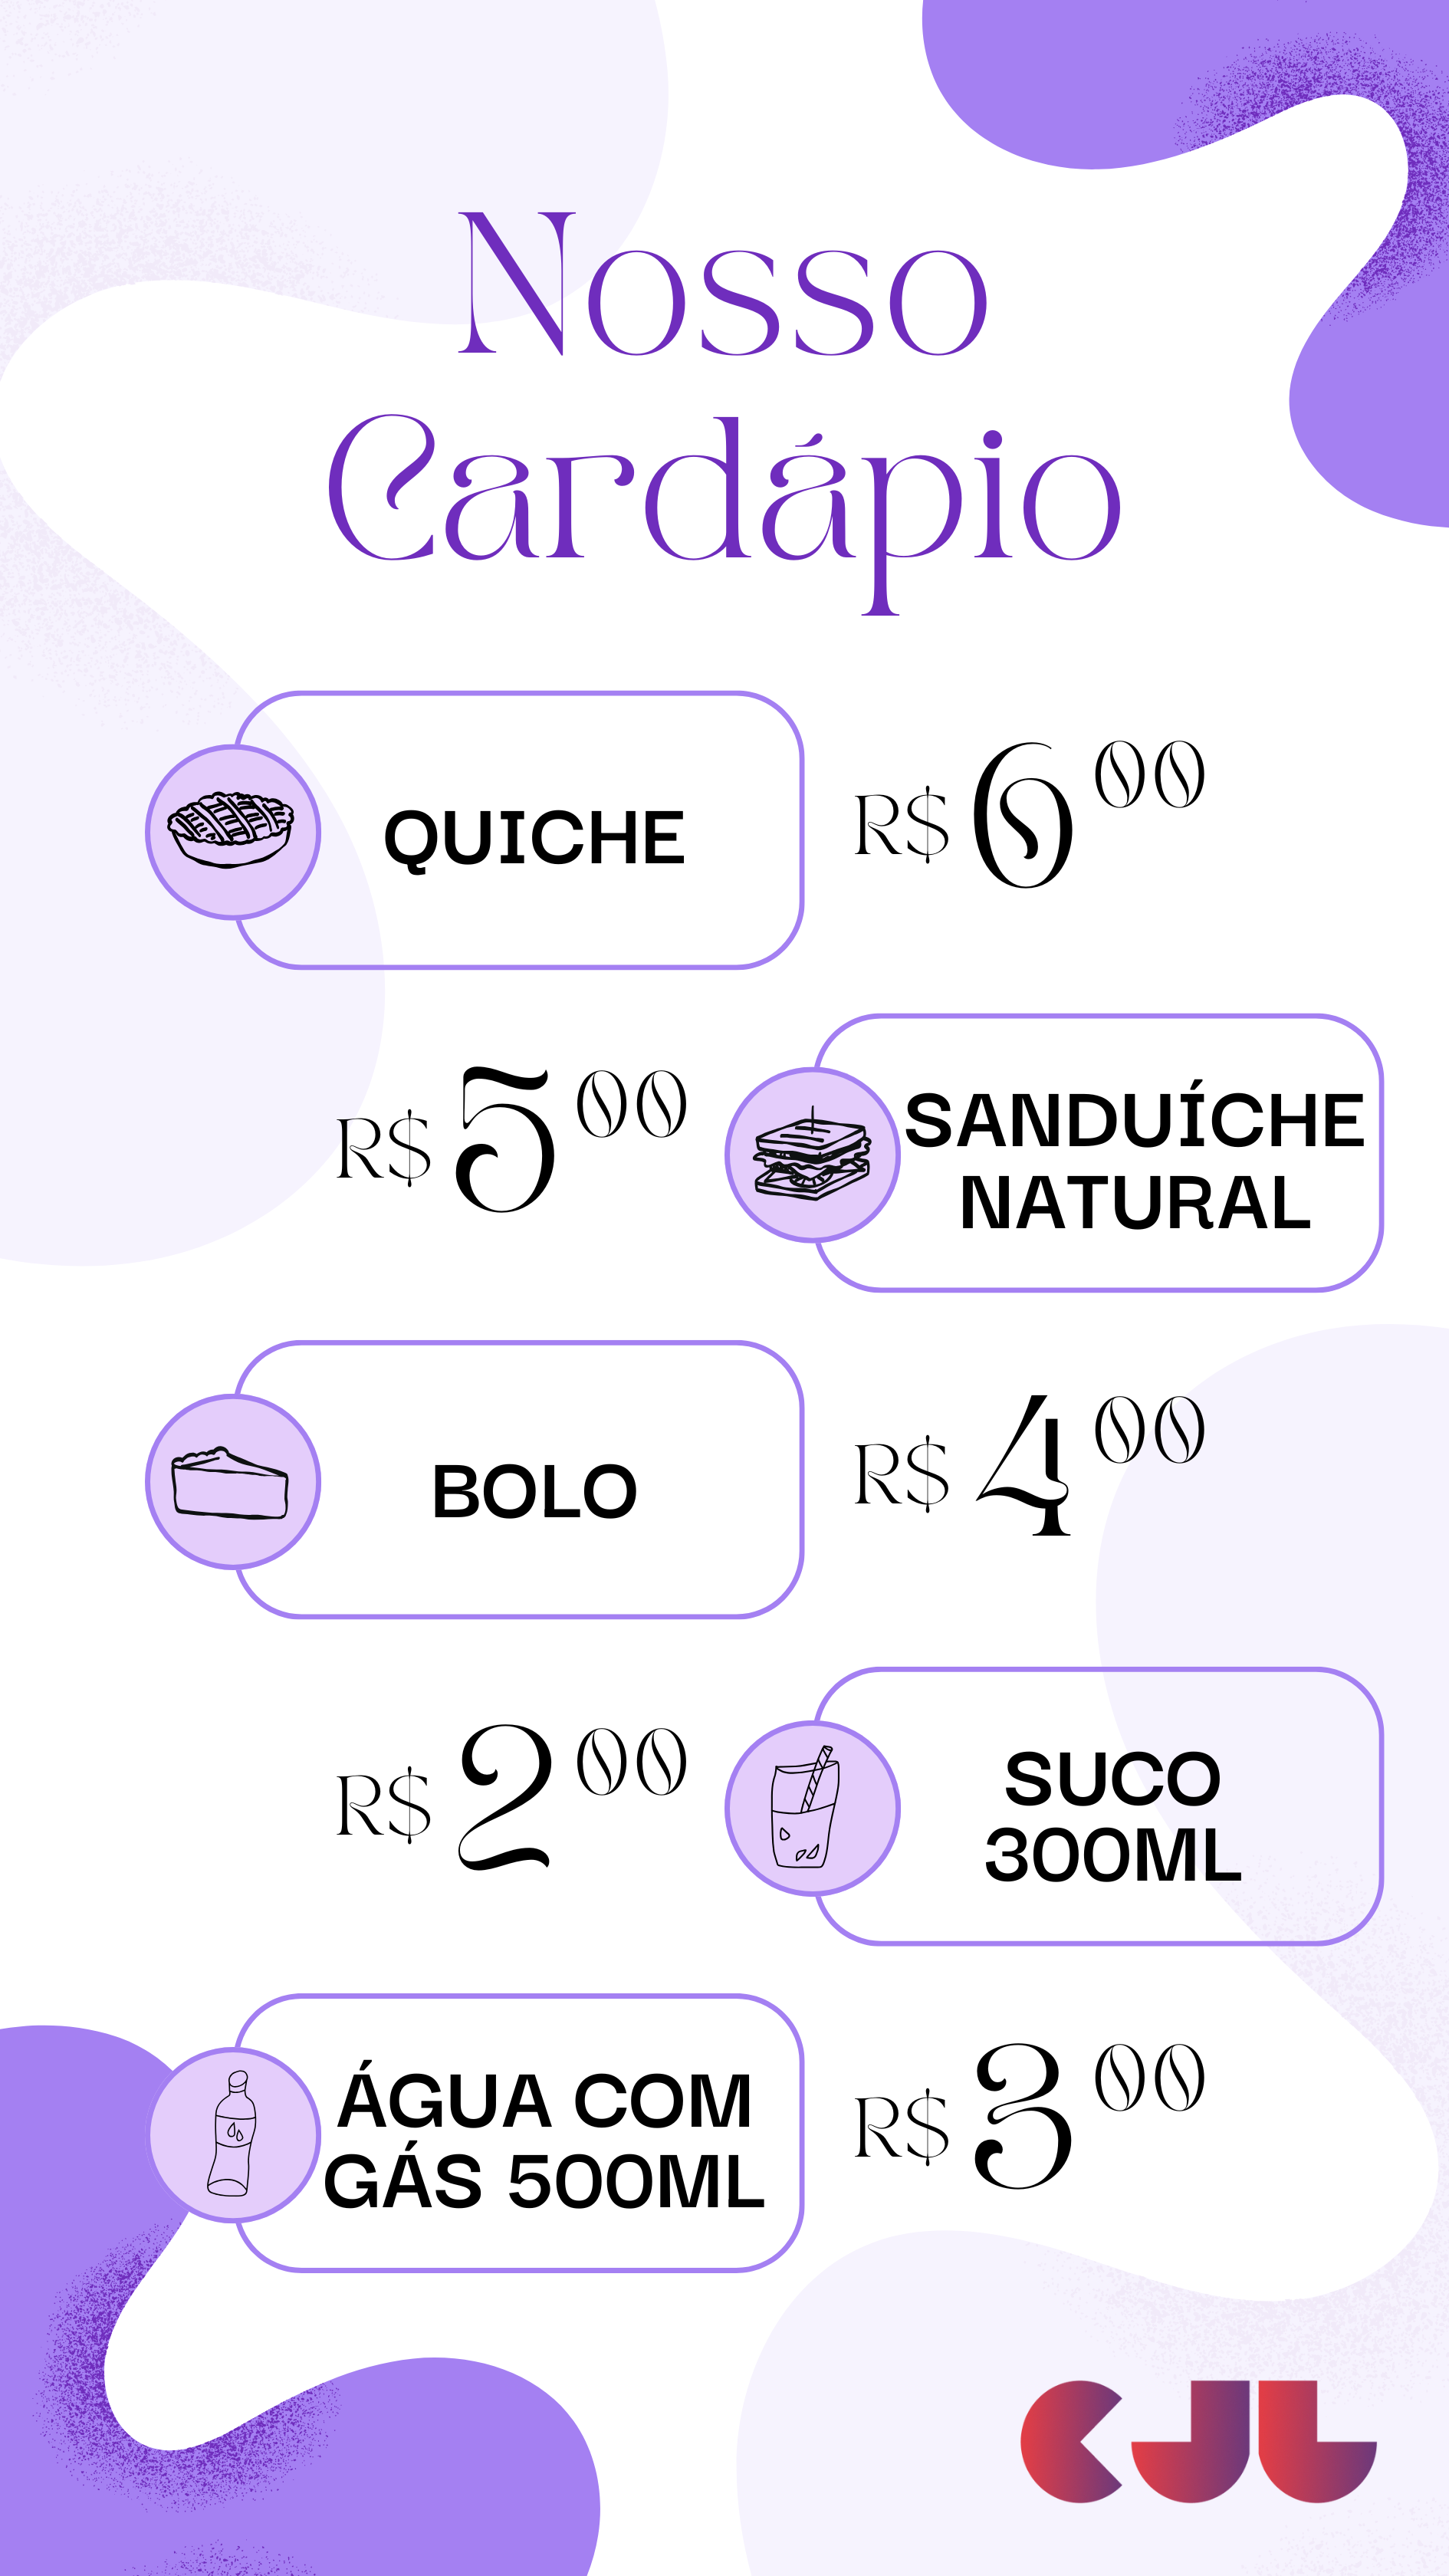 Nosso
Cardápio
QUICHE
R$ 6 00
R$ 5 00
SANDUÍCHE
NATURAL
BOLO
R$ 4 00
R$ 2 00
SUCO
300ML
ÁGUA COM
GÁS 500ML
R$ 3 00
CJL